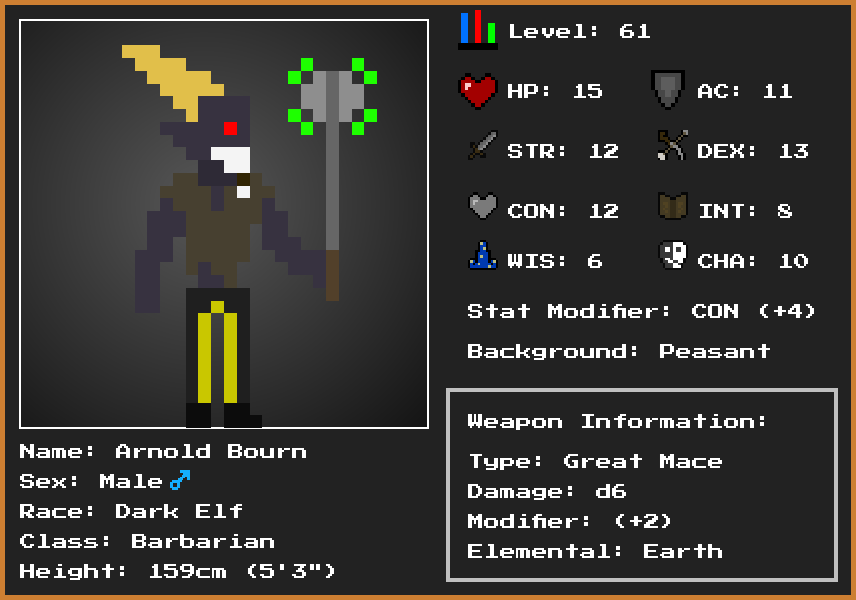 Level: 61
HP: 15 AC: 11
STR: 12 DEX: 13
CON: 12 INT: 8
WIS: 6 CHA: 10
Stat Modifier: CON (+4)
Background: Peasant
Weapon Information:
Type: Great Mace
Damage: d6
Modifier: (+2)
Elemental: Earth
Name: Arnold Bourn
Sex: Male ♂
Race: Dark Elf
Class: Barbarian
Height: 159cm (5'3")